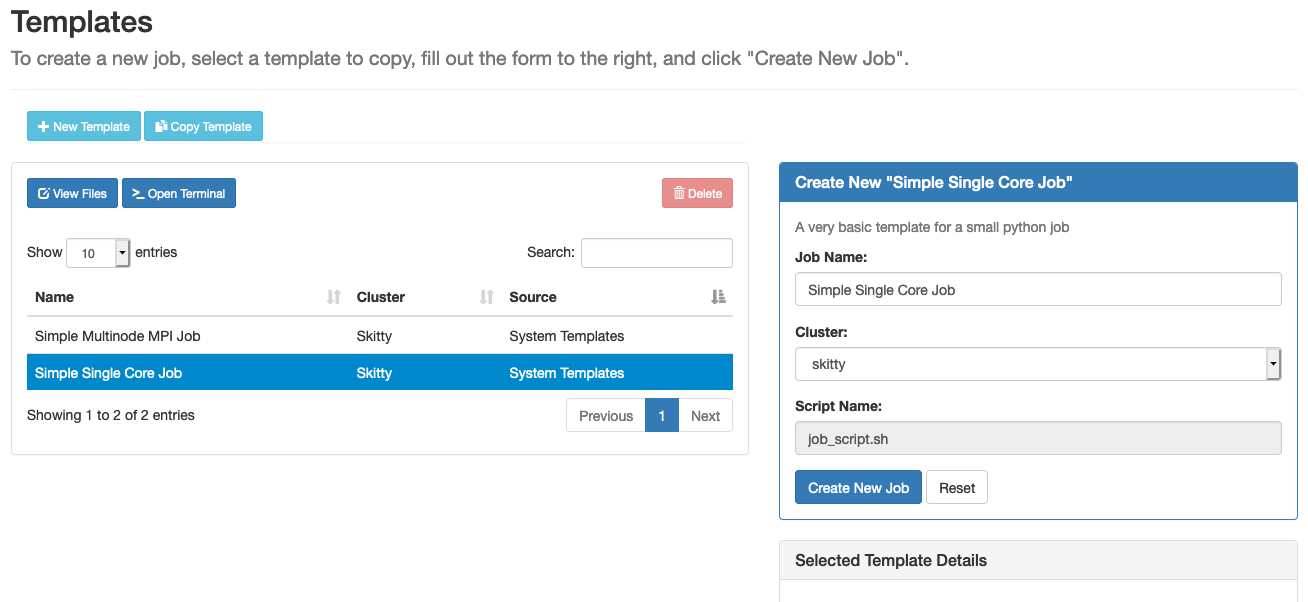 Templates
To create a new job, select a template to copy, fill out the form to the right, and click "Create New Job".
New Template Copy Template
View Files Open Terminal Delete
Show 10 entries Search:
Name Cluster Source
Simple Multinode MPI Job Skitty System Templates
Simple Single Core Job Skitty System Templates
Showing 1 to 2 of 2 entries Previous 1 Next
Create New "Simple Single Core Job"
A very basic template for a small python job
Job Name:
Simple Single Core Job
Cluster:
skitty
Script Name:
job_script.sh
Create New Job Reset
Selected Template Details